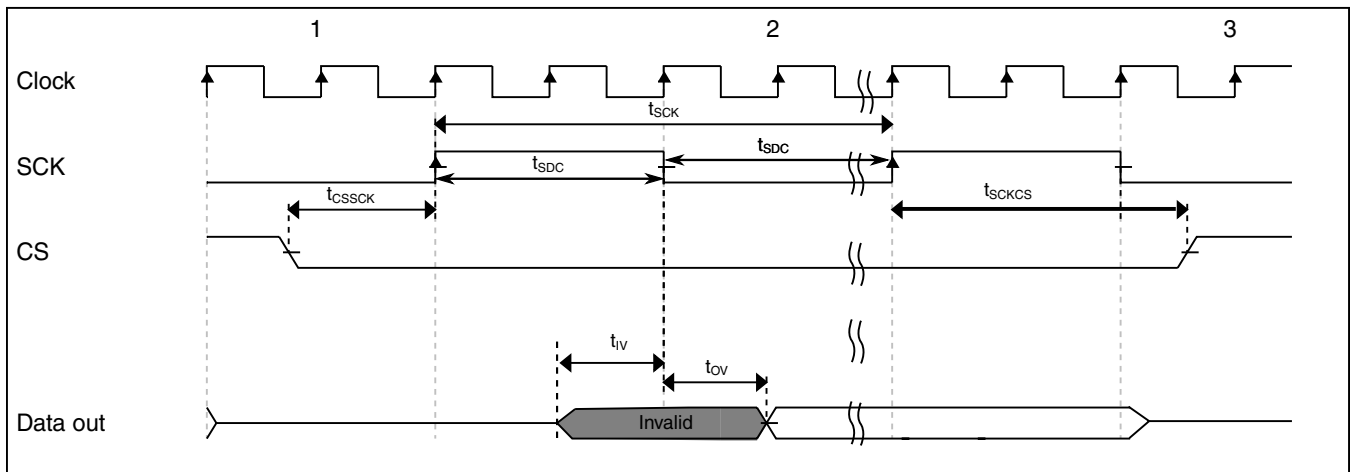 1 2 3
Clock
tSCK
SCK
tSDC tSDC
tCSSCK
tSCKCS
CS
tIV
tOV
Data out
Invalid